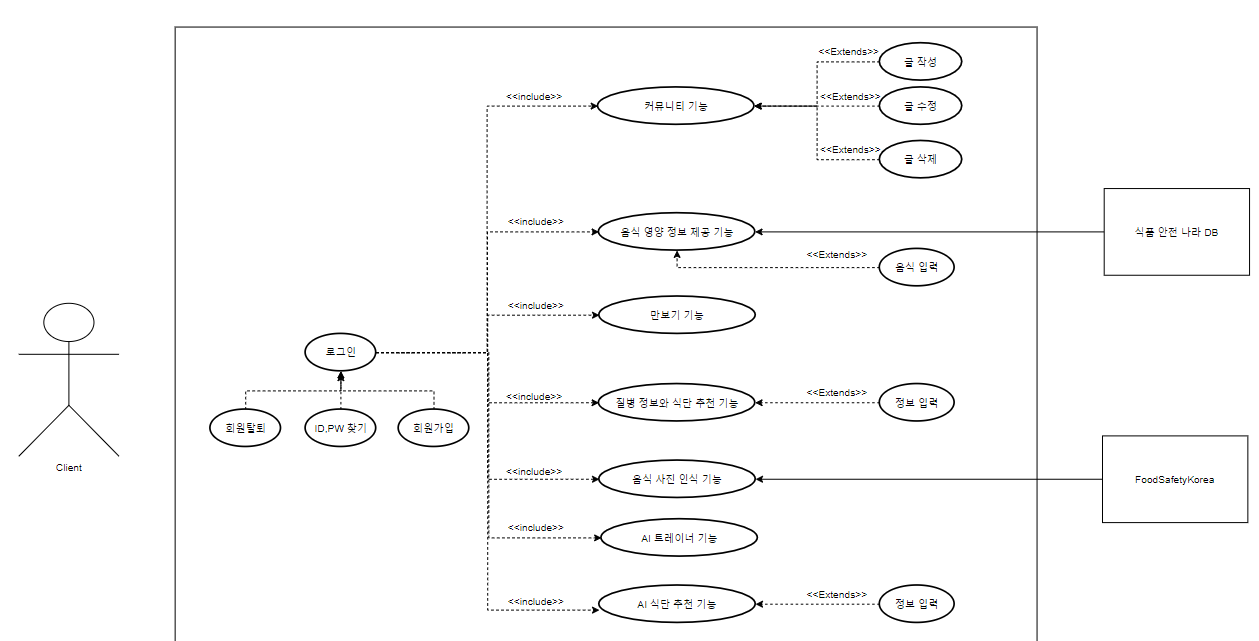 <<Extends>>
글 작성
<<include>>
커뮤니티 기능
<<Extends>>
글 수정
<<Extends>>
글 삭제
<<include>>
음식 영양 정보 제공 기능
식품 안전 나라 DB
<<Extends>>
음식 입력
<<include>>
만보기 기능
로그인
<<include>>
질병 정보와 식단 추천 기능
<<Extends>>
정보 입력
회원탈퇴
ID,PW 찾기
회원가입
Client
<<include>>
음식 사진 인식 기능
FoodSafetyKorea
<<include>>
AI 트레이너 기능
<<include>>
AI 식단 추천 기능
<<Extends>>
정보 입력